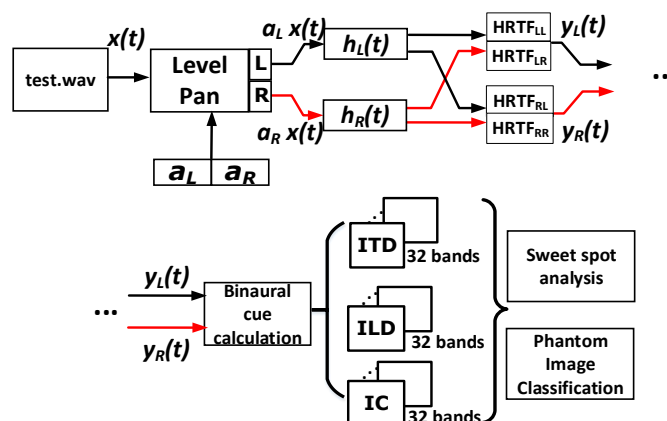 x(t)
test.wav
Level
Pan
L
R
a_L x(t)
a_R x(t)
a_L
a_R
h_L(t)
h_R(t)
HRTF_LL
HRTF_LR
HRTF_RL
HRTF_RR
y_L(t)
y_R(t)
...
...
y_L(t)
y_R(t)
Binaural
cue
calculation
ITD
32 bands
ILD
32 bands
IC
32 bands
Sweet spot
analysis
Phantom
Image
Classification